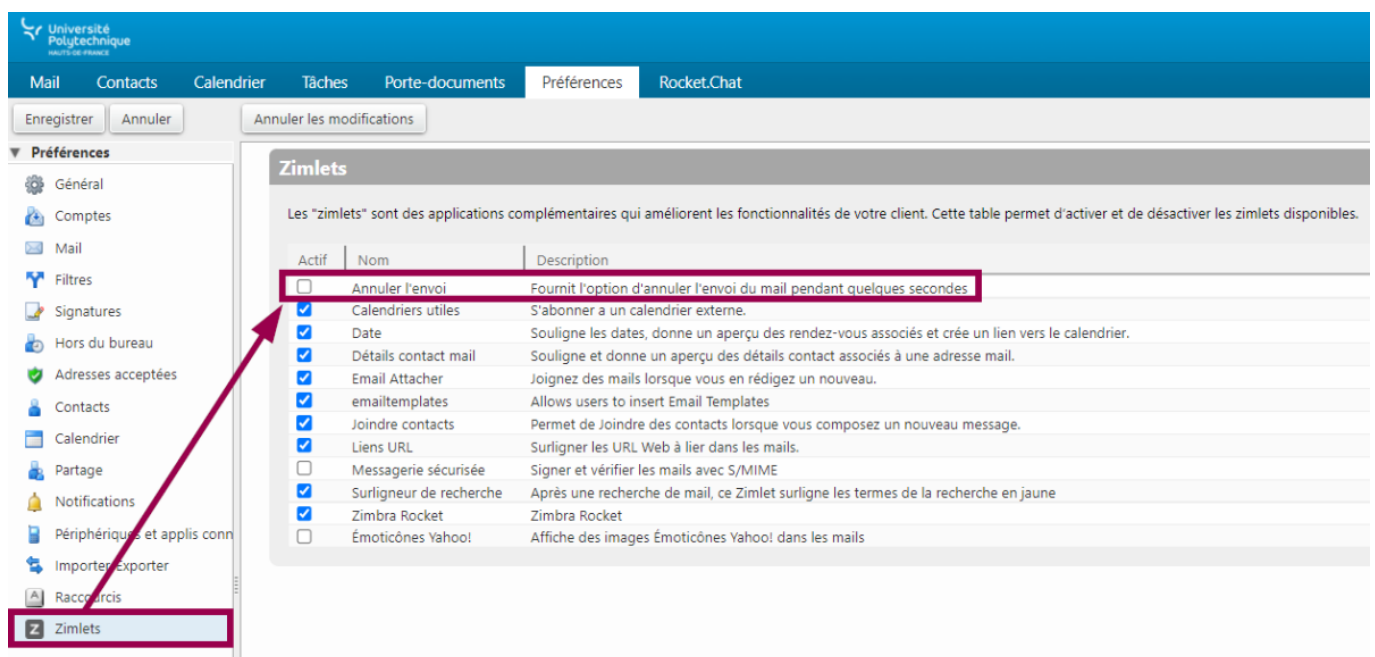 Université
Polytechnique
HAUTS-DE-FRANCE
Mail Contacts Calendrier Tâches Porte-documents Préférences Rocket.Chat
Enregistrer Annuler Annuler les modifications
Préférences
Général
Comptes
Mail
Filtres
Signatures
Hors du bureau
Adresses acceptées
Contacts
Calendrier
Partage
Notifications
Périphériques et applis conn
Importer/Exporter
Raccourcis
Z Zimlets
Zimlets
Les "zimlets" sont des applications complémentaires qui améliorent les fonctionnalités de votre client. Cette table permet d'activer et de désactiver les zimlets disponibles.
Actif Nom Description
Annuler l'envoi Fournit l'option d'annuler l'envoi du mail pendant quelques secondes
Calendriers utiles S'abonner a un calendrier externe.
Date Souligne les dates, donne un aperçu des rendez-vous associés et crée un lien vers le calendrier.
Détails contact mail Souligne et donne un aperçu des détails contact associés à une adresse mail.
Email Attacher Joignez des mails lorsque vous en rédigez un nouveau.
emailtemplates Allows users to insert Email Templates
Joindre contacts Permet de Joindre des contacts lorsque vous composez un nouveau message.
Liens URL Surligner les URL Web à lier dans les mails.
Messagerie sécurisée Signer et vérifier les mails avec S/MIME
Surligneur de recherche Après une recherche de mail, ce Zimlet surligne les termes de la recherche en jaune
Zimbra Rocket Zimbra Rocket
Émoticônes Yahoo! Affiche des images Émoticônes Yahoo! dans les mails